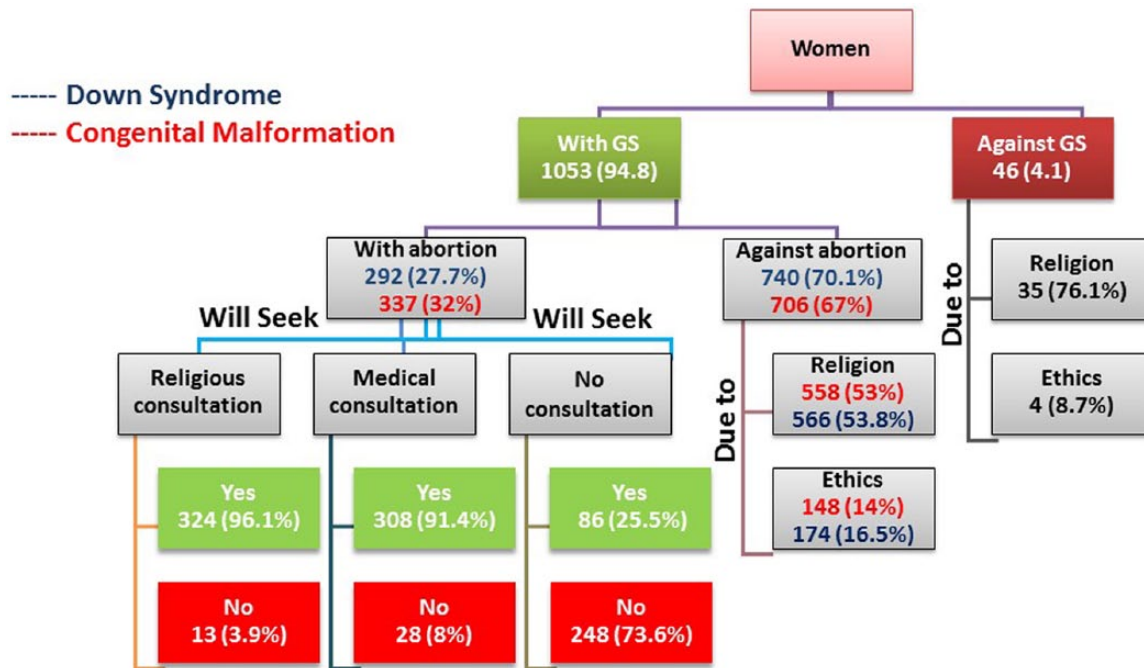 Women
----- Down Syndrome
----- Congenital Malformation
With GS
1053 (94.8)
Against GS
46 (4.1)
With abortion
292 (27.7%)
337 (32%)
Against abortion
740 (70.1%)
706 (67%)
Due to
Religion
35 (76.1%)
Ethics
4 (8.7%)
Will Seek
Will Seek
Religious
consultation
Medical
consultation
No
consultation
Due to
Religion
558 (53%)
566 (53.8%)
Ethics
148 (14%)
174 (16.5%)
Yes
324 (96.1%)
Yes
308 (91.4%)
Yes
86 (25.5%)
No
13 (3.9%)
No
28 (8%)
No
248 (73.6%)